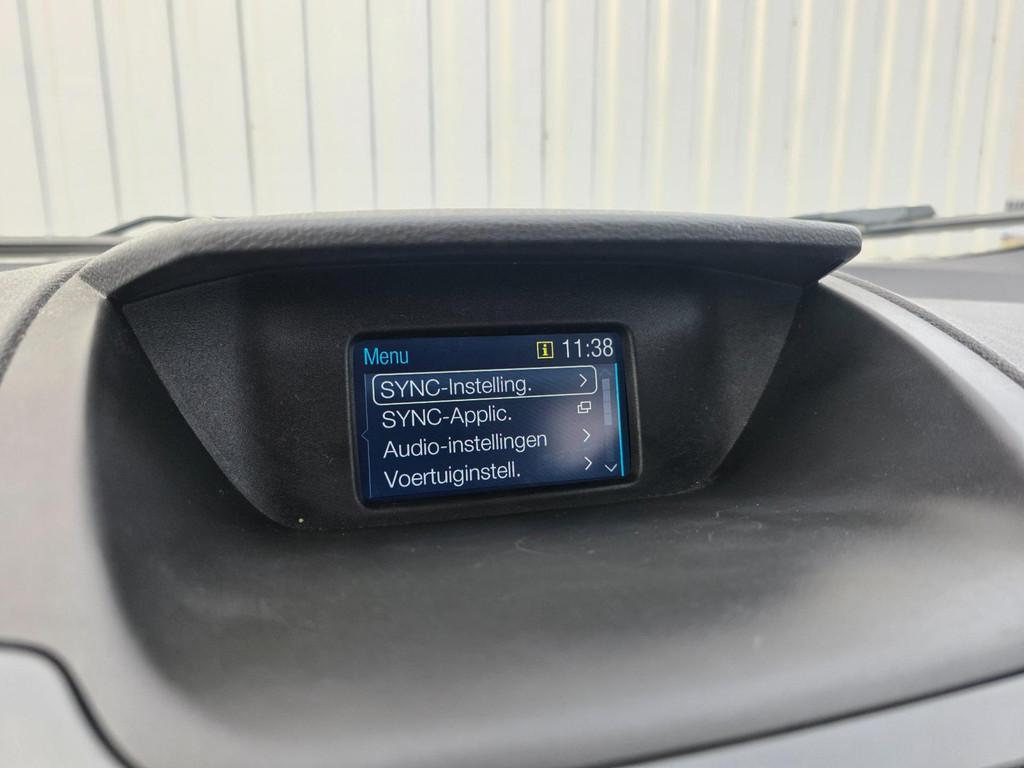 Menu 11:38
SYNC-Instelling.
SYNC-Applic.
Audio-instellingen
Voertuiginstell.